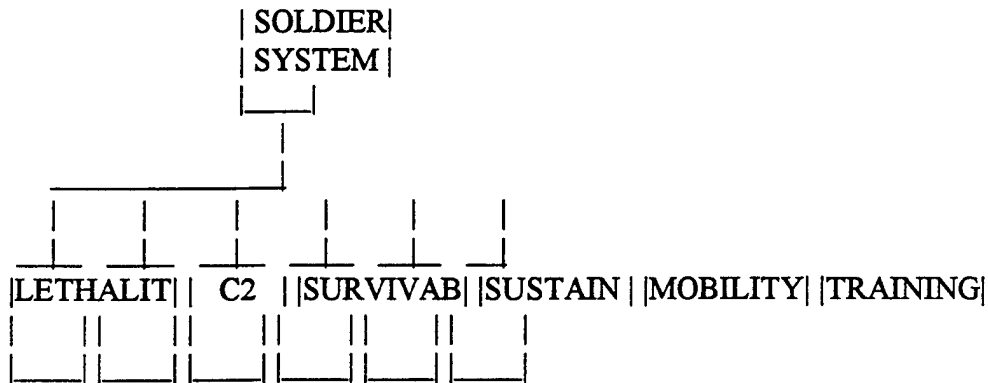 | SOLDIER|
| SYSTEM |
|LETHALIT| | C2 | |SURVIVAB| |SUSTAIN | |MOBILITY| |TRAINING|